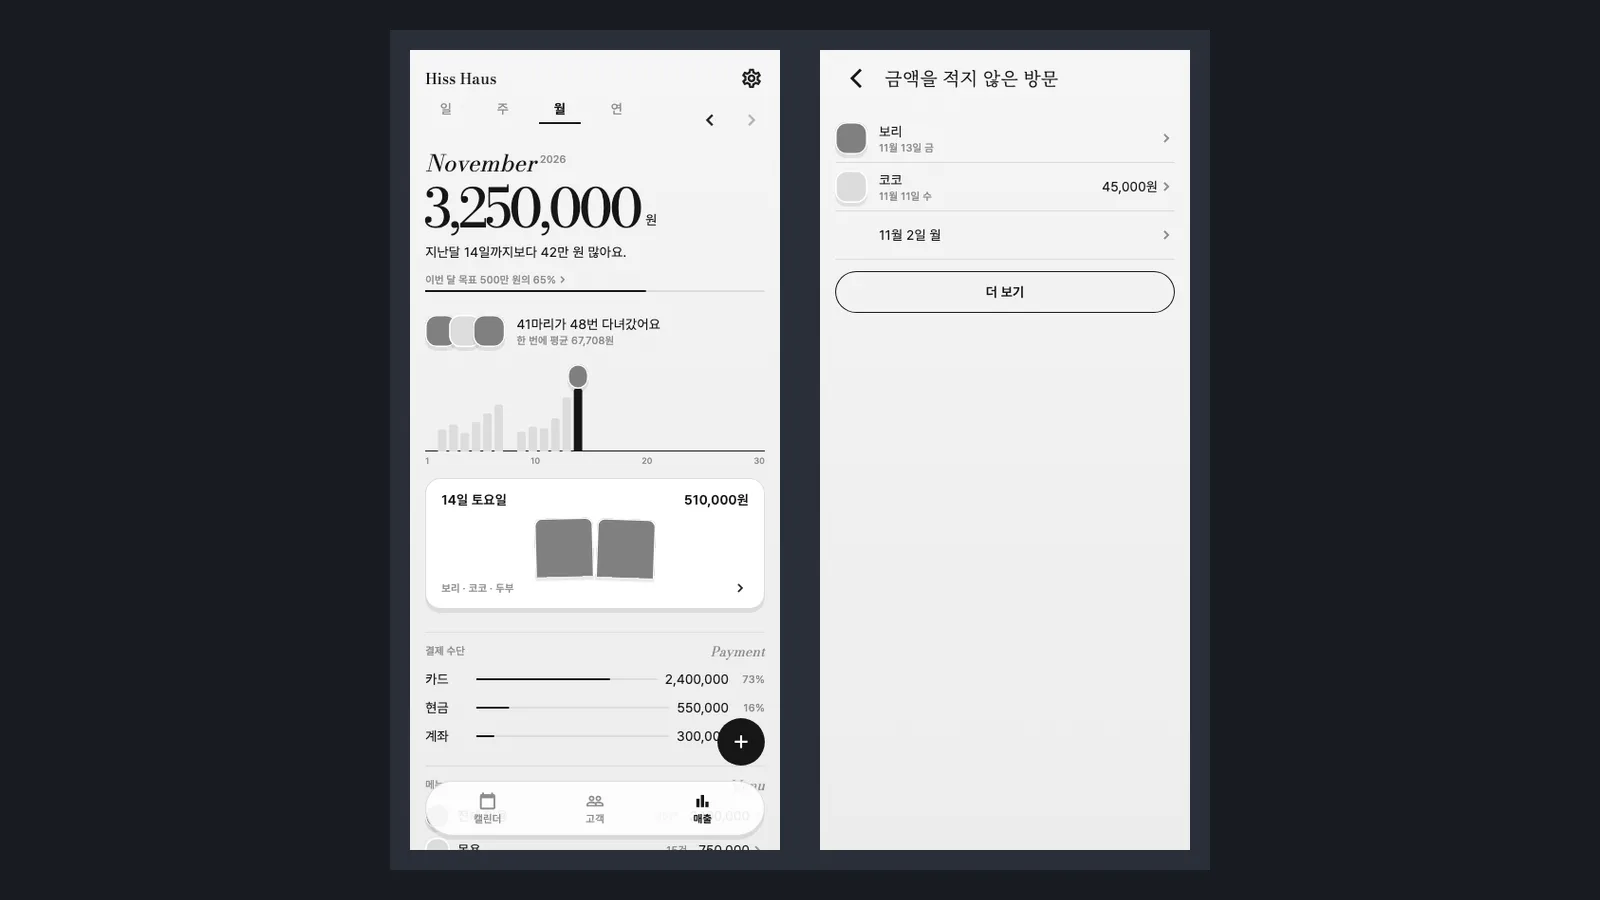 Hiss Haus
일 주 월 연
November 2026
3,250,000 원
지난달 14일까지보다 42만 원 많아요.
이번 달 목표 500만 원의 65%
41마리가 48번 다녀갔어요
한 번에 평균 67,708원
1 10 20 30
14일 토요일 510,000원
보리 · 코코 · 두부
결제 수단 Payment
카드 2,400,000 73%
현금 550,000 16%
계좌
캘린더 고객 매출
목욕 15건 750,000
금액을 적지 않은 방문
보리
11월 13일 금
코코
11월 11일 수
45,000원
11월 2일 월
더 보기